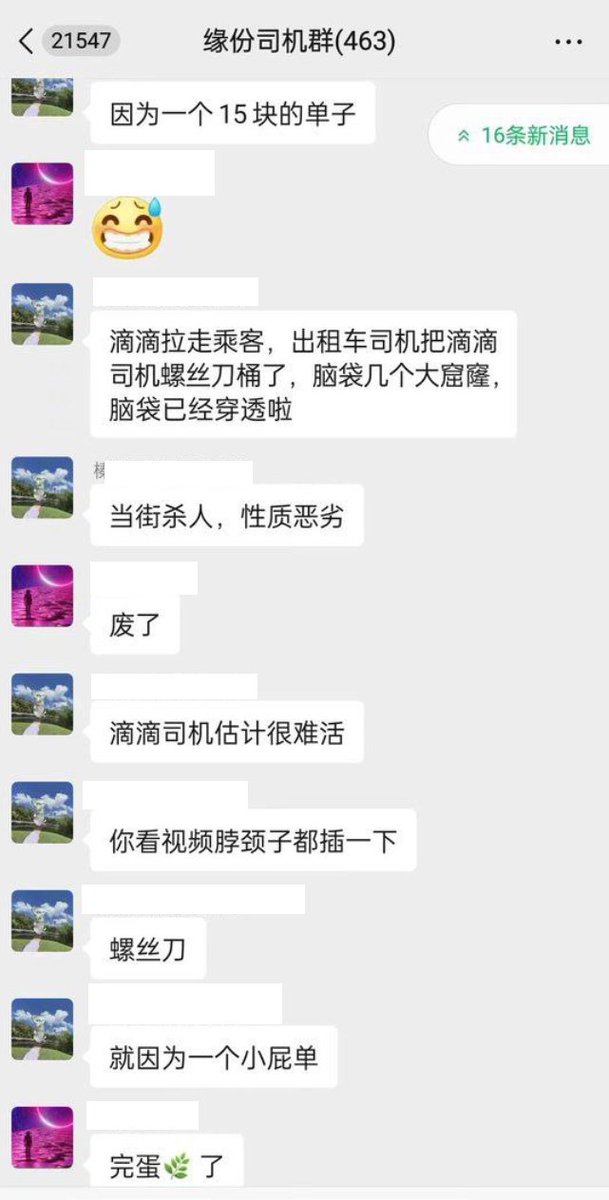 21547
缘份司机群(463)
因为一个15块的单子
16条新消息
滴滴拉走乘客，出租车司机把滴滴
司机螺丝刀桶了，脑袋几个大窟窿，
脑袋已经穿透啦
当街杀人，性质恶劣
废了
滴滴司机估计很难活
你看视频脖颈子都插一下
螺丝刀
就因为一个小屁单
完蛋🌿了